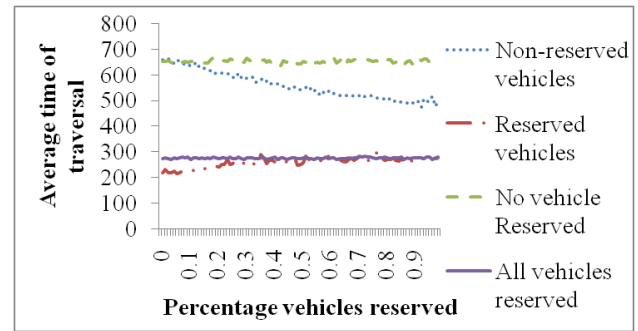 800
700
600
500
400
300
200
100
0
Average time of
traversal
0
0.1
0.2
0.3
0.4
0.5
0.6
0.7
0.8
0.9
Percentage vehicles reserved
Non-reserved
vehicles
Reserved
vehicles
No vehicle
Reserved
All vehicles
reserved